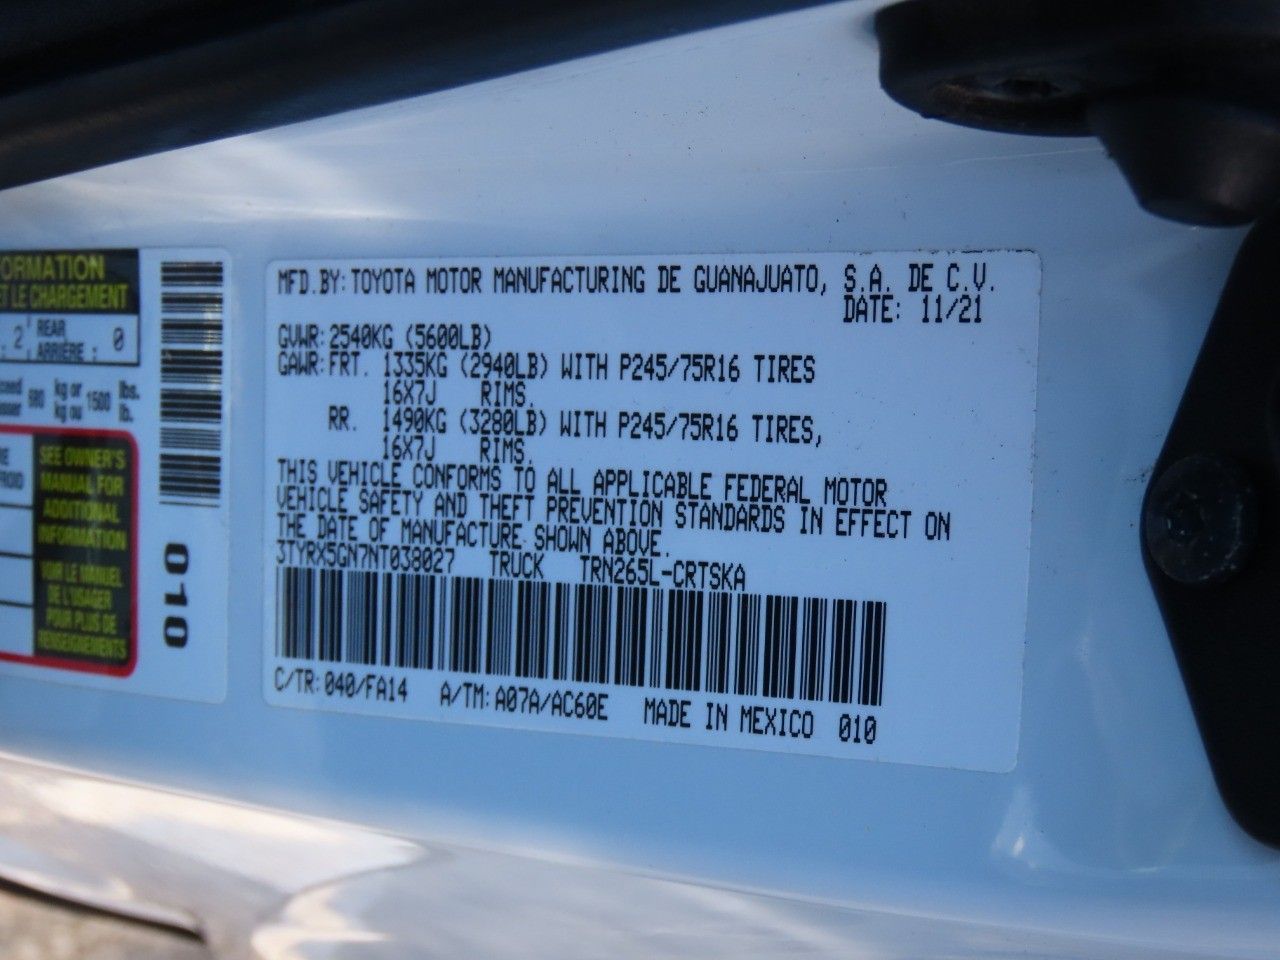 ORMATION
ET LE CHARGEMENT
2 REAR ARRIÈRE : 0
kg or 1500 lbs.
kg ou lb.
SEE OWNER'S
MANUAL FOR
ADDITIONAL
INFORMATION
VOIR LE MANUEL
DE L'USAGER
POUR PLUS DE
RENSEIGNEMENTS
010
MFD.BY:TOYOTA MOTOR MANUFACTURING DE GUANAJUATO, S.A. DE C.V.
DATE: 11/21
GVWR:2540KG (5600LB)
GAWR:FRT. 1335KG (2940LB) WITH P245/75R16 TIRES
16X7J RIMS.
RR. 1490KG (3280LB) WITH P245/75R16 TIRES,
16X7J RIMS.
THIS VEHICLE CONFORMS TO ALL APPLICABLE FEDERAL MOTOR
VEHICLE SAFETY AND THEFT PREVENTION STANDARDS IN EFFECT ON
THE DATE OF MANUFACTURE SHOWN ABOVE.
3TYRX5GN7NT038027 TRUCK TRN265L-CRTSKA
C/TR:040/FA14 A/TM:A07A/AC60E MADE IN MEXICO 010